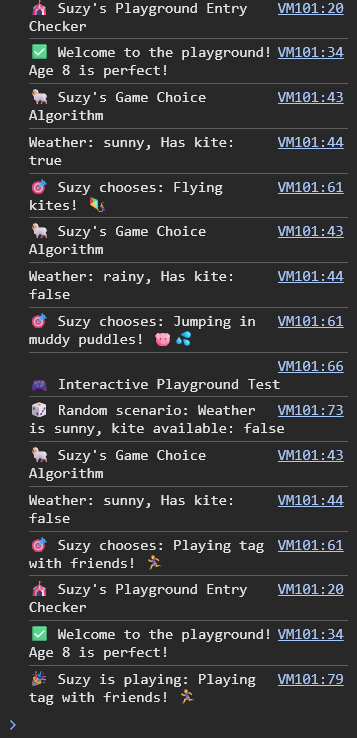 🎪 Suzy's Playground Entry VM101:20
Checker
✅ Welcome to the playground! VM101:34
Age 8 is perfect!
🐑 Suzy's Game Choice VM101:43
Algorithm
Weather: sunny, Has kite: VM101:44
true
🎯 Suzy chooses: Flying VM101:61
kites! 🪁
🐑 Suzy's Game Choice VM101:43
Algorithm
Weather: rainy, Has kite: VM101:44
false
🎯 Suzy chooses: Jumping in VM101:61
muddy puddles! 🐷💦
VM101:66
🎮 Interactive Playground Test
🎲 Random scenario: Weather VM101:73
is sunny, kite available: false
🐑 Suzy's Game Choice VM101:43
Algorithm
Weather: sunny, Has kite: VM101:44
false
🎯 Suzy chooses: Playing tag VM101:61
with friends! 🏃‍♀️
🎪 Suzy's Playground Entry VM101:20
Checker
✅ Welcome to the playground! VM101:34
Age 8 is perfect!
🎉 Suzy is playing: Playing VM101:79
tag with friends! 🏃‍♀️